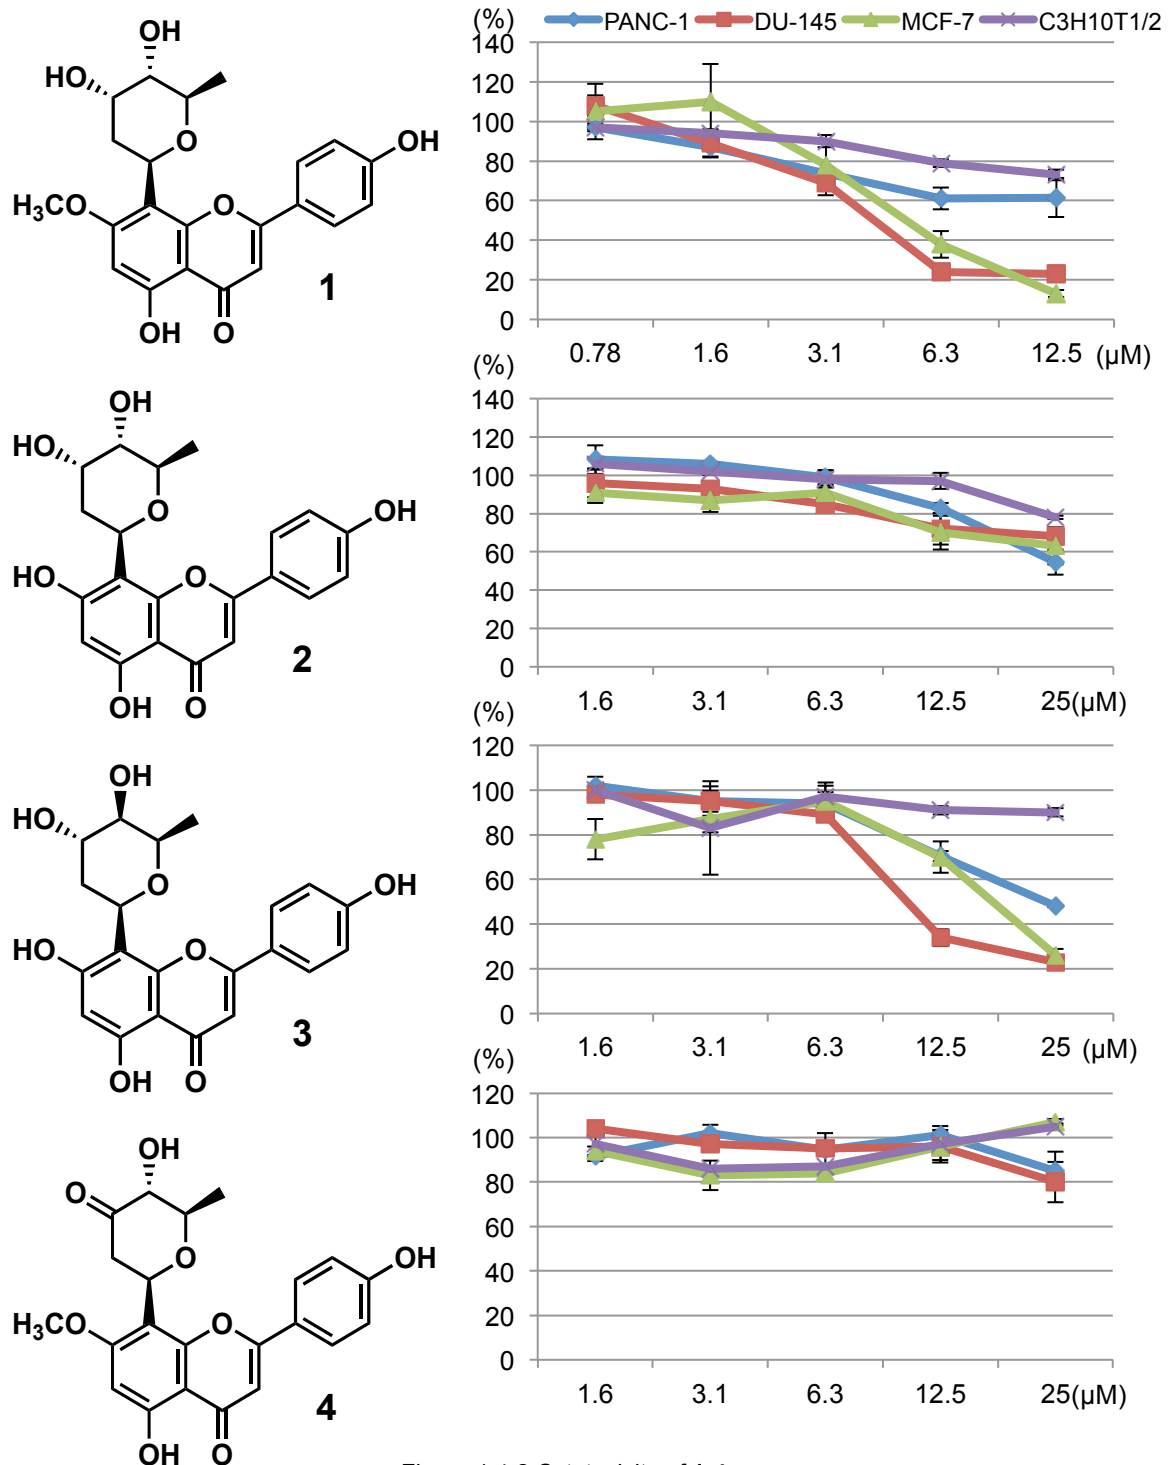 (%) PANC-1 DU-145 MCF-7 C3H10T1/2
OH
HO
O
OH
H₃CO
O
OH
O
1
140
120
100
80
60
40
20
0
0.78 1.6 3.1 6.3 12.5 (µM)
(%)
OH
HO
O
OH
HO
O
OH
O
2
140
120
100
80
60
40
20
0
1.6 3.1 6.3 12.5 25(µM)
(%)
OH
HO
O
OH
HO
O
OH
O
3
120
100
80
60
40
20
0
1.6 3.1 6.3 12.5 25 (µM)
(%)
OH
O
O
OH
H₃CO
O
OH
O
4
120
100
80
60
40
20
0
1.6 3.1 6.3 12.5 25(µM)